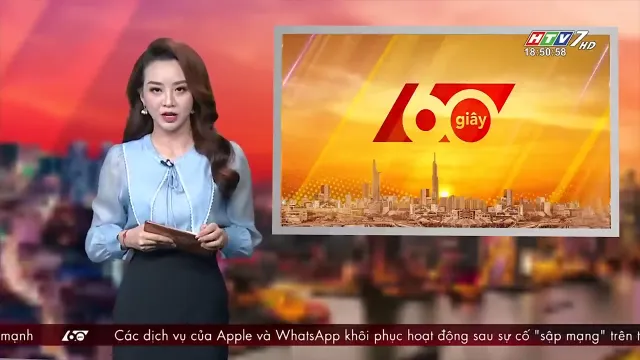 HTV7 HD
18:50:58
60 giây
mạnh 60 Các dịch vụ của Apple và WhatsApp khôi phục hoạt động sau sự cố "sập mạng" trên t